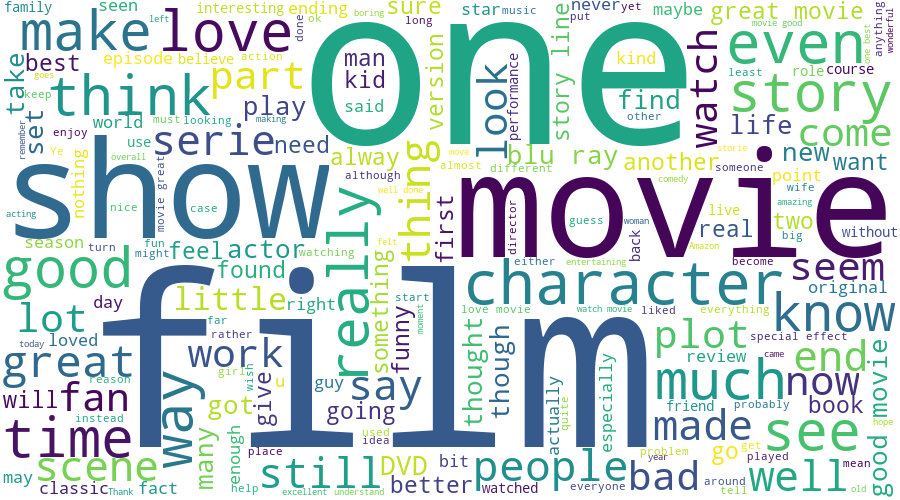 family
seen
interesting
ending
sure
star
music
never
yet
maybe
put
great movie
anything
one best
movie good
wonderful
left
boring
ok
done
long
action
make
love
one
even
man
kid
said
kind
episode
believe
best
part
version
look
performance
story line
watch
least
role
course
take
keep
think
play
find
other
story
set
world
must
looking
making
use
life
come
remember
enjoy
Ye
goes
serie
need
alway
blu ray
another
new
want
show
nothing
overall
although
almost
move
different
storie
someone
point
wife
movie
acting
nice
movie great
case
well done
thing
first
director
comedy
guess
woman
back
live
real
amazing
two
big
without
season
turn
fun
might
feel
actor
watching
felt
either
entertaining
Amazon
become
seem
good
found
really
something
character
original
lot
day
little
right
start
funny
love movie
watch movie
liked
everything
know
today
loved
far
rather
film
moment
thought
though
plot
special effect
great
reason
work
girl
wish
u
guy
say
especially
review
came
end
movie
will
fan
instead
way
got
give
going
actually
quite
much
friend
probably
now
book
hope
time
many
enough
place
used
idea
made
problem
go
get
played
see
mean
good
may
scene
classic
Thank
fact
help
still
excellent
understand
DVD
better
bit
watched
people
everyone
year
bad
around
tell
well
old